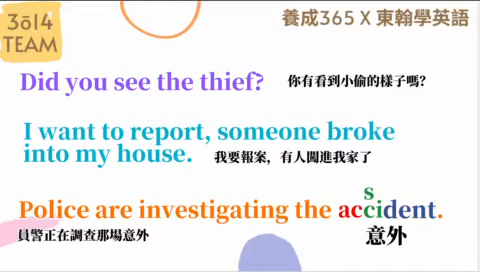 3ō14
TEAM
養成365 X 東翰學英語
Did you see the thief?
你有看到小偷的樣子嗎?
I want to report, someone broke
into my house.
我要報案，有人闖進我家了
s
Police are investigating the accident.
員警正在調查那場意外
意外